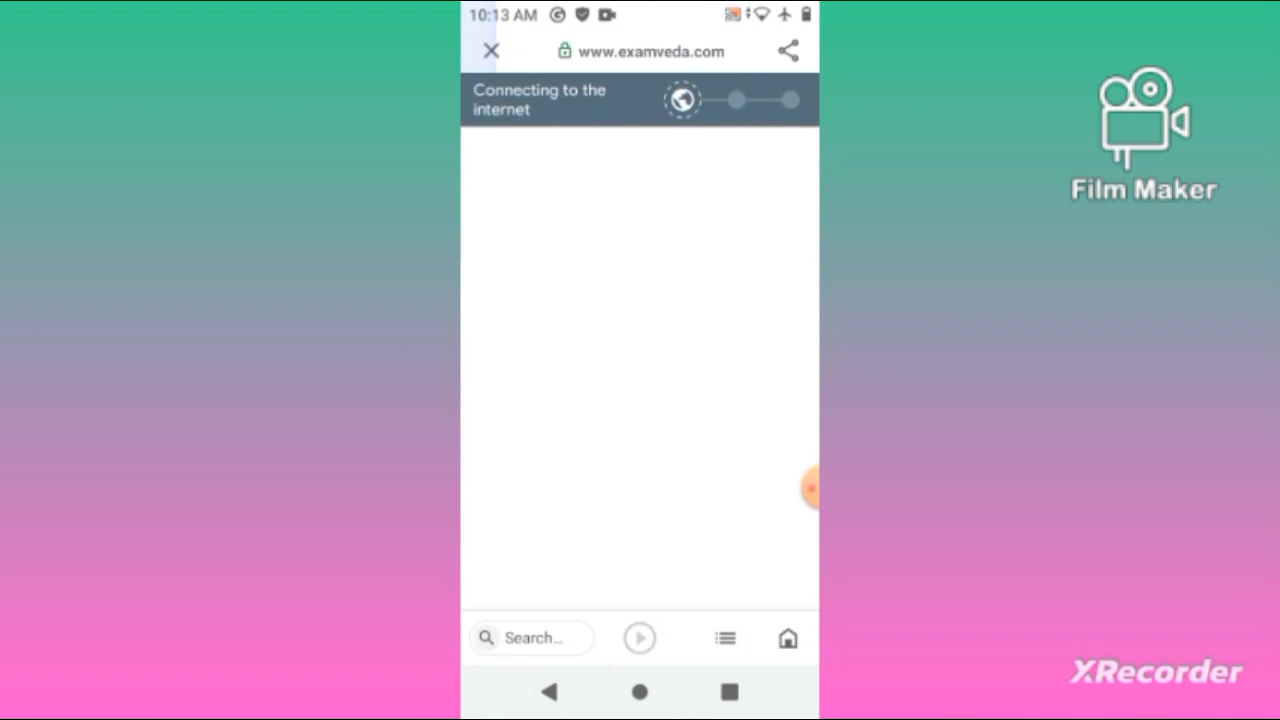 10:13 AM
www.examveda.com
Connecting to the
internet
Film Maker
Search...
XRecorder